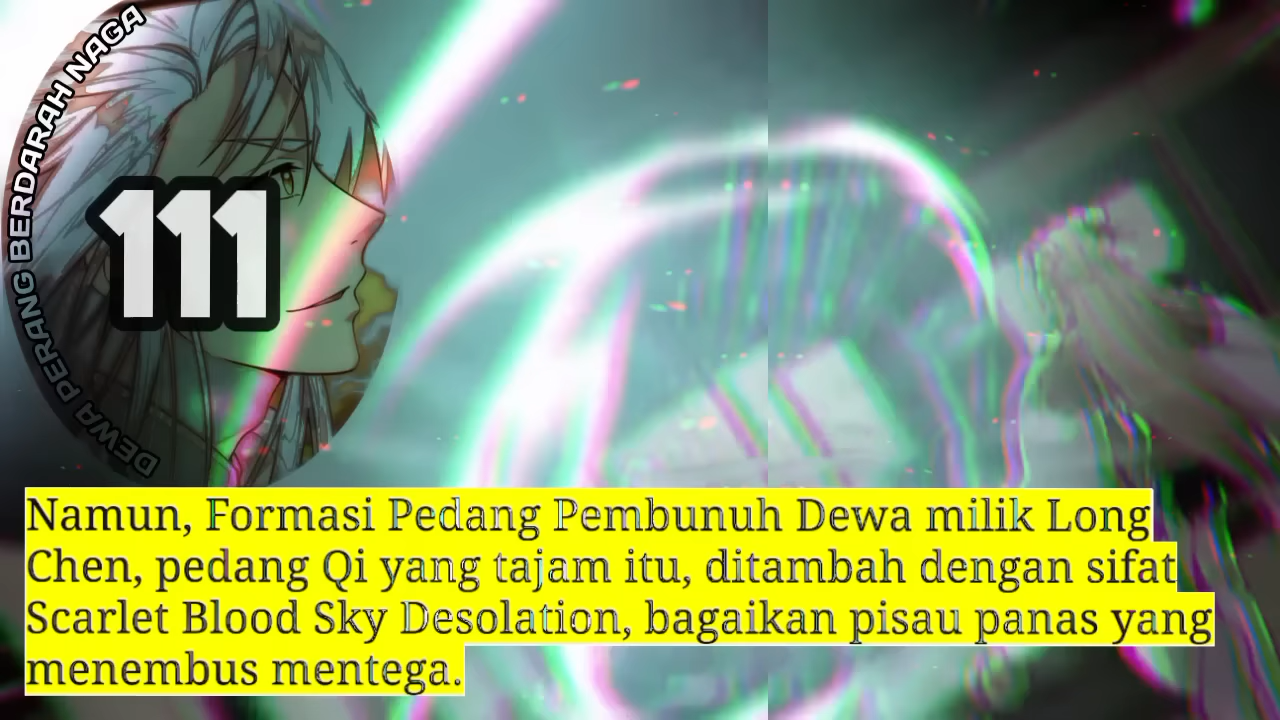 DEWA PERANG BERDARAH NAGA
111
Namun, Formasi Pedang Pembunuh Dewa milik Long
Chen, pedang Qi yang tajam itu, ditambah dengan sifat
Scarlet Blood Sky Desolation, bagaikan pisau panas yang
menembus mentega.